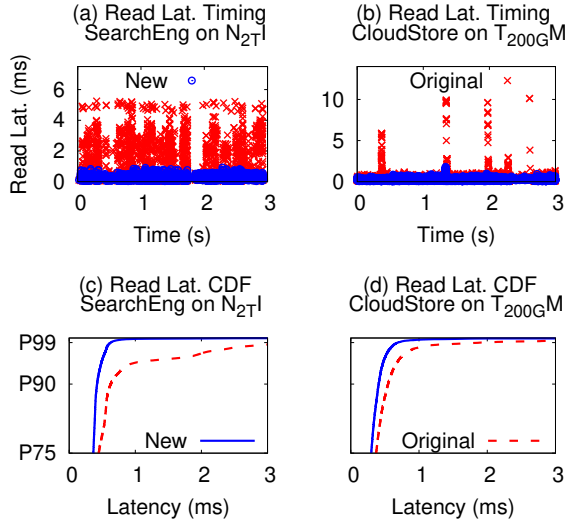 (a) Read Lat. Timing
SearchEng on N2TI
Read Lat. (ms)
6
4
2
0
New
0 1 2 3
Time (s)
(b) Read Lat. Timing
CloudStore on T200GM
10
5
0
Original
0 1 2 3
Time (s)
(c) Read Lat. CDF
SearchEng on N2TI
P99
P90
P75
New
0 1 2 3
Latency (ms)
(d) Read Lat. CDF
CloudStore on T200GM
Original
0 1 2 3
Latency (ms)